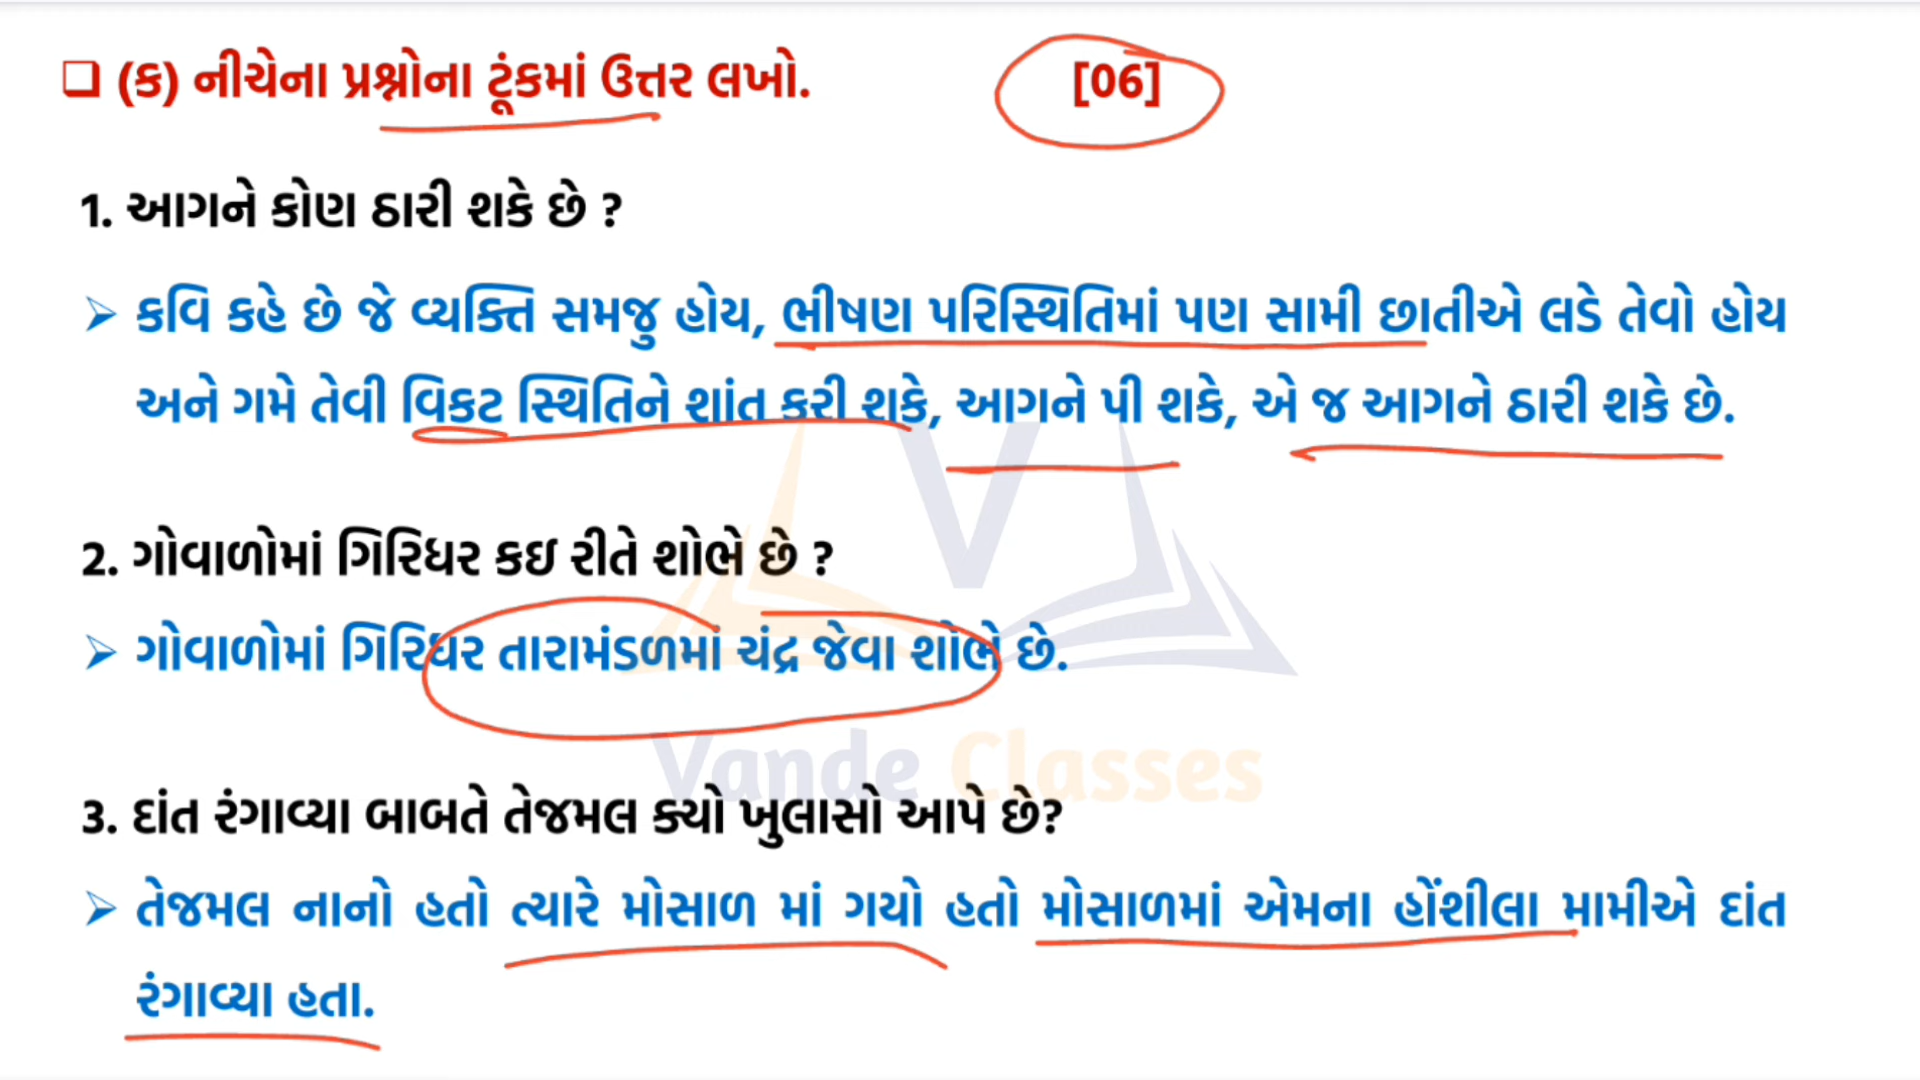 ❑ (ક) નીચેના પ્રશ્નોના ટૂંકમાં ઉત્તર લખો. [06]
1. આગને કોણ ઠારી શકે છે ?
➢ કવિ કહે છે જે વ્યક્તિ સમજુ હોય, ભીષણ પરિસ્થિતિમાં પણ સામી છાતીએ લડે તેવો હોય
અને ગમે તેવી વિકટ સ્થિતિને શાંત કરી શકે, આગને પી શકે, એ જ આગને ઠારી શકે છે.
2. ગોવાળોમાં ગિરિધર કઇ રીતે શોભે છે ?
➢ ગોવાળોમાં ગિરિધર તારામંડળમાં ચંદ્ર જેવા શોભે છે.
Vande Classes
3. દાંત રંગાવ્યા બાબતે તેજમલ ક્યો ખુલાસો આપે છે?
➢ તેજમલ નાનો હતો ત્યારે મોસાળ માં ગયો હતો મોસાળમાં એમના હોંશીલા મામીએ દાંત
રંગાવ્યા હતા.